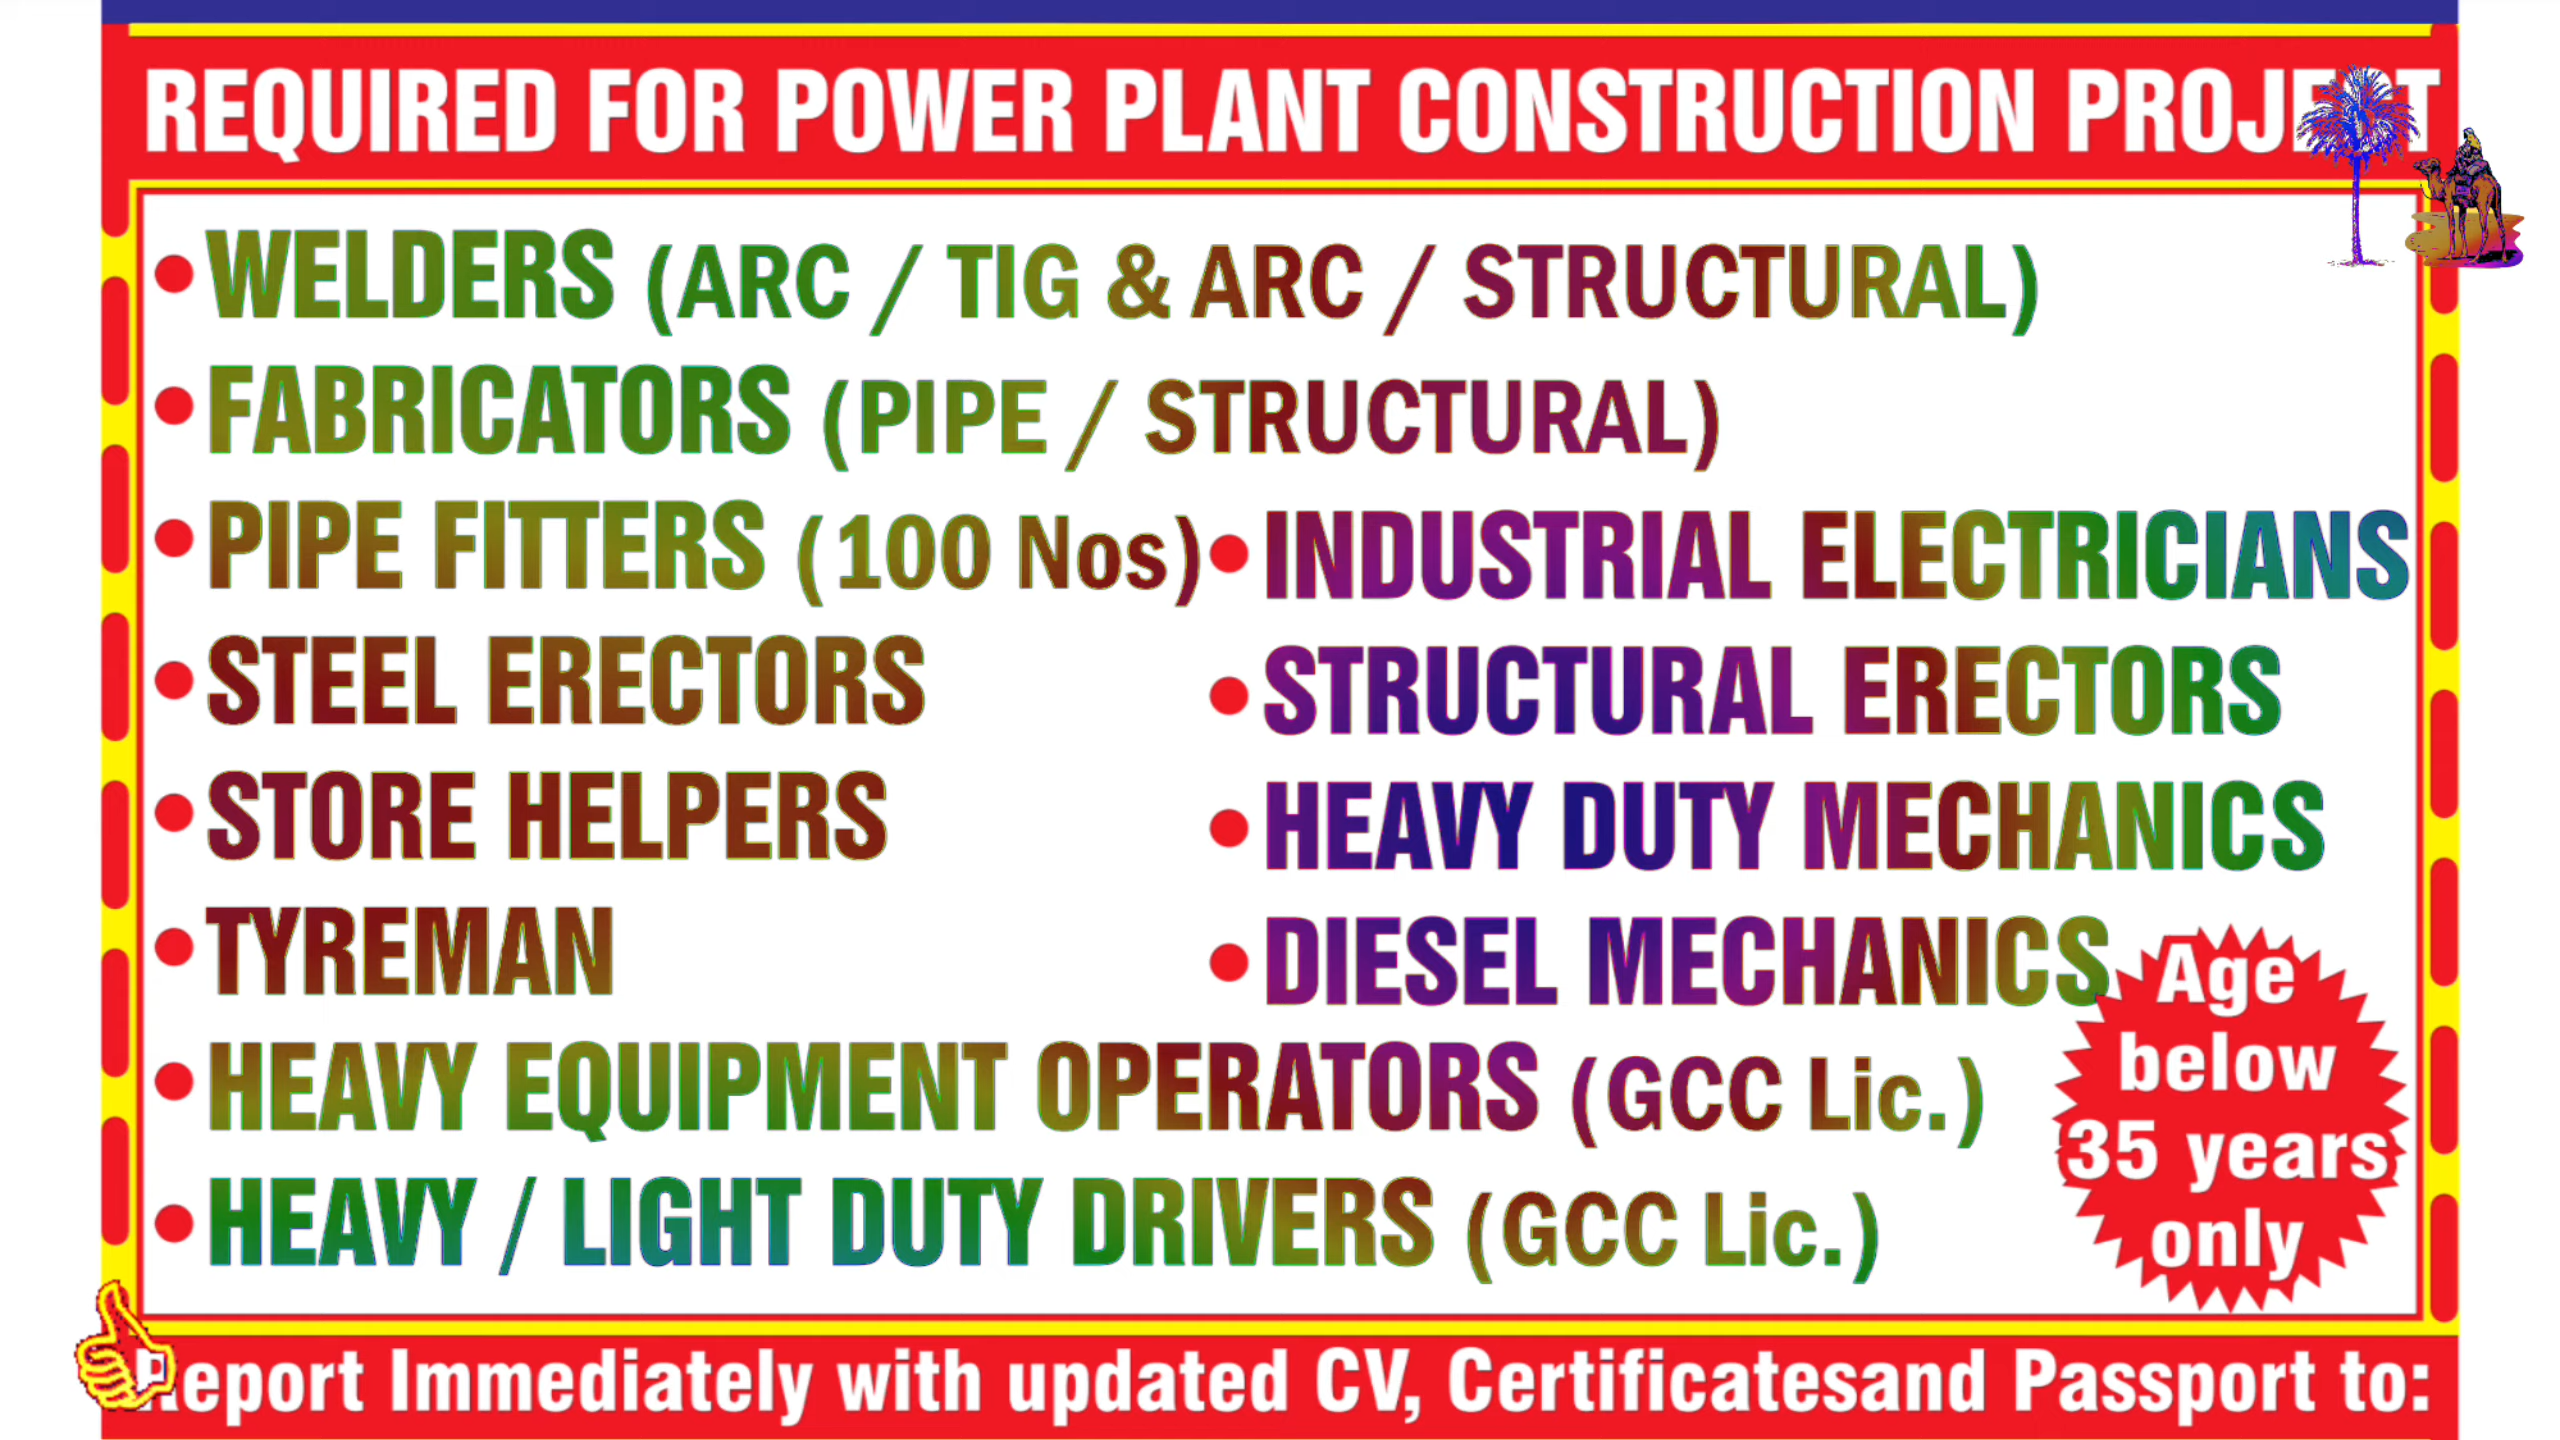 REQUIRED FOR POWER PLANT CONSTRUCTION PROJECT
• WELDERS (ARC / TIG & ARC / STRUCTURAL)
• FABRICATORS (PIPE / STRUCTURAL)
• PIPE FITTERS (100 Nos) • INDUSTRIAL ELECTRICIANS
• STEEL ERECTORS • STRUCTURAL ERECTORS
• STORE HELPERS • HEAVY DUTY MECHANICS
• TYREMAN • DIESEL MECHANICS
• HEAVY EQUIPMENT OPERATORS (GCC Lic.)
• HEAVY / LIGHT DUTY DRIVERS (GCC Lic.)
Age
below
35 years
only
Report Immediately with updated CV, Certificatesand Passport to: